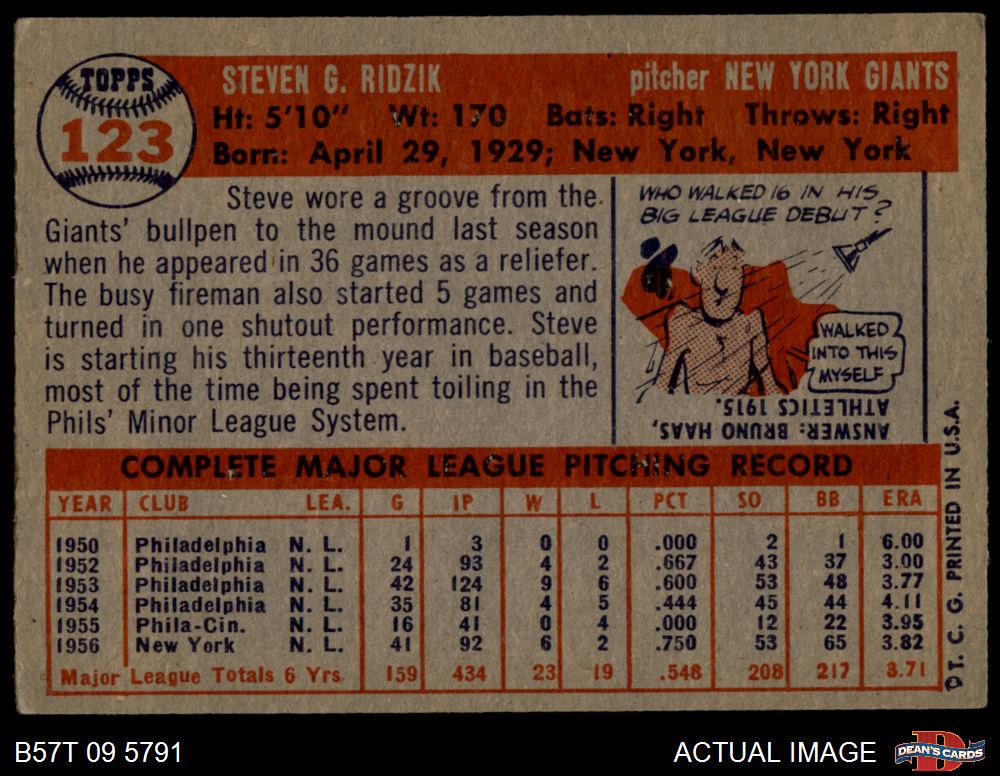 TOPPS
123
STEVEN G. RIDZIK pitcher NEW YORK GIANTS
Ht: 5'10" Wt: 170 Bats: Right Throws: Right
Born: April 29, 1929; New York, New York
Steve wore a groove from the
Giants' bullpen to the mound last season
when he appeared in 36 games as a reliefer.
The busy fireman also started 5 games and
turned in one shutout performance. Steve
is starting his thirteenth year in baseball,
most of the time being spent toiling in the
Phils' Minor League System.
WHO WALKED 16 IN HIS
BIG LEAGUE DEBUT?
WALKED
INTO THIS
MYSELF
ANSWER: BRUNO HAAS,
ATHLETICS 1915.
COMPLETE MAJOR LEAGUE PITCHING RECORD
YEAR CLUB LEA. G IP W L PCT SO BB ERA
1950 Philadelphia N. L. 1 3 0 0 .000 2 1 6.00
1952 Philadelphia N. L. 24 93 4 2 .667 43 37 3.00
1953 Philadelphia N. L. 42 124 9 6 .600 53 48 3.77
1954 Philadelphia N. L. 35 81 4 5 .444 45 44 4.11
1955 Phila-Cin. N. L. 16 41 0 4 .000 12 22 3.95
1956 New York N. L. 41 92 6 2 .750 53 65 3.82
Major League Totals 6 Yrs. 159 434 23 19 .548 208 217 3.71
© T. C. G. PRINTED IN U.S.A.
B57T 09 5791
ACTUAL IMAGE
D
DEAN'S CARDS